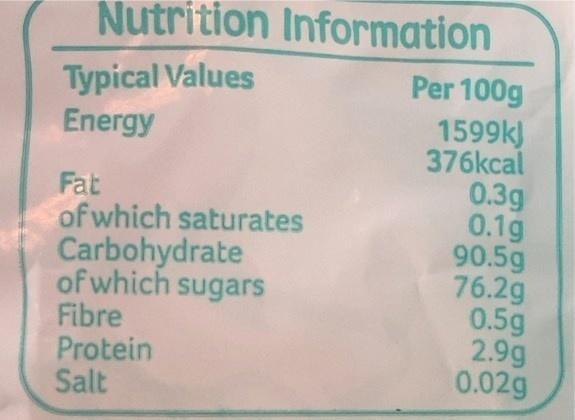 Nutrition Information
Typical Values Per 100g
Energy 1599kJ
376kcal
Fat 0.3g
of which saturates 0.1g
Carbohydrate 90.5g
of which sugars 76.2g
Fibre 0.5g
Protein 2.9g
Salt 0.02g